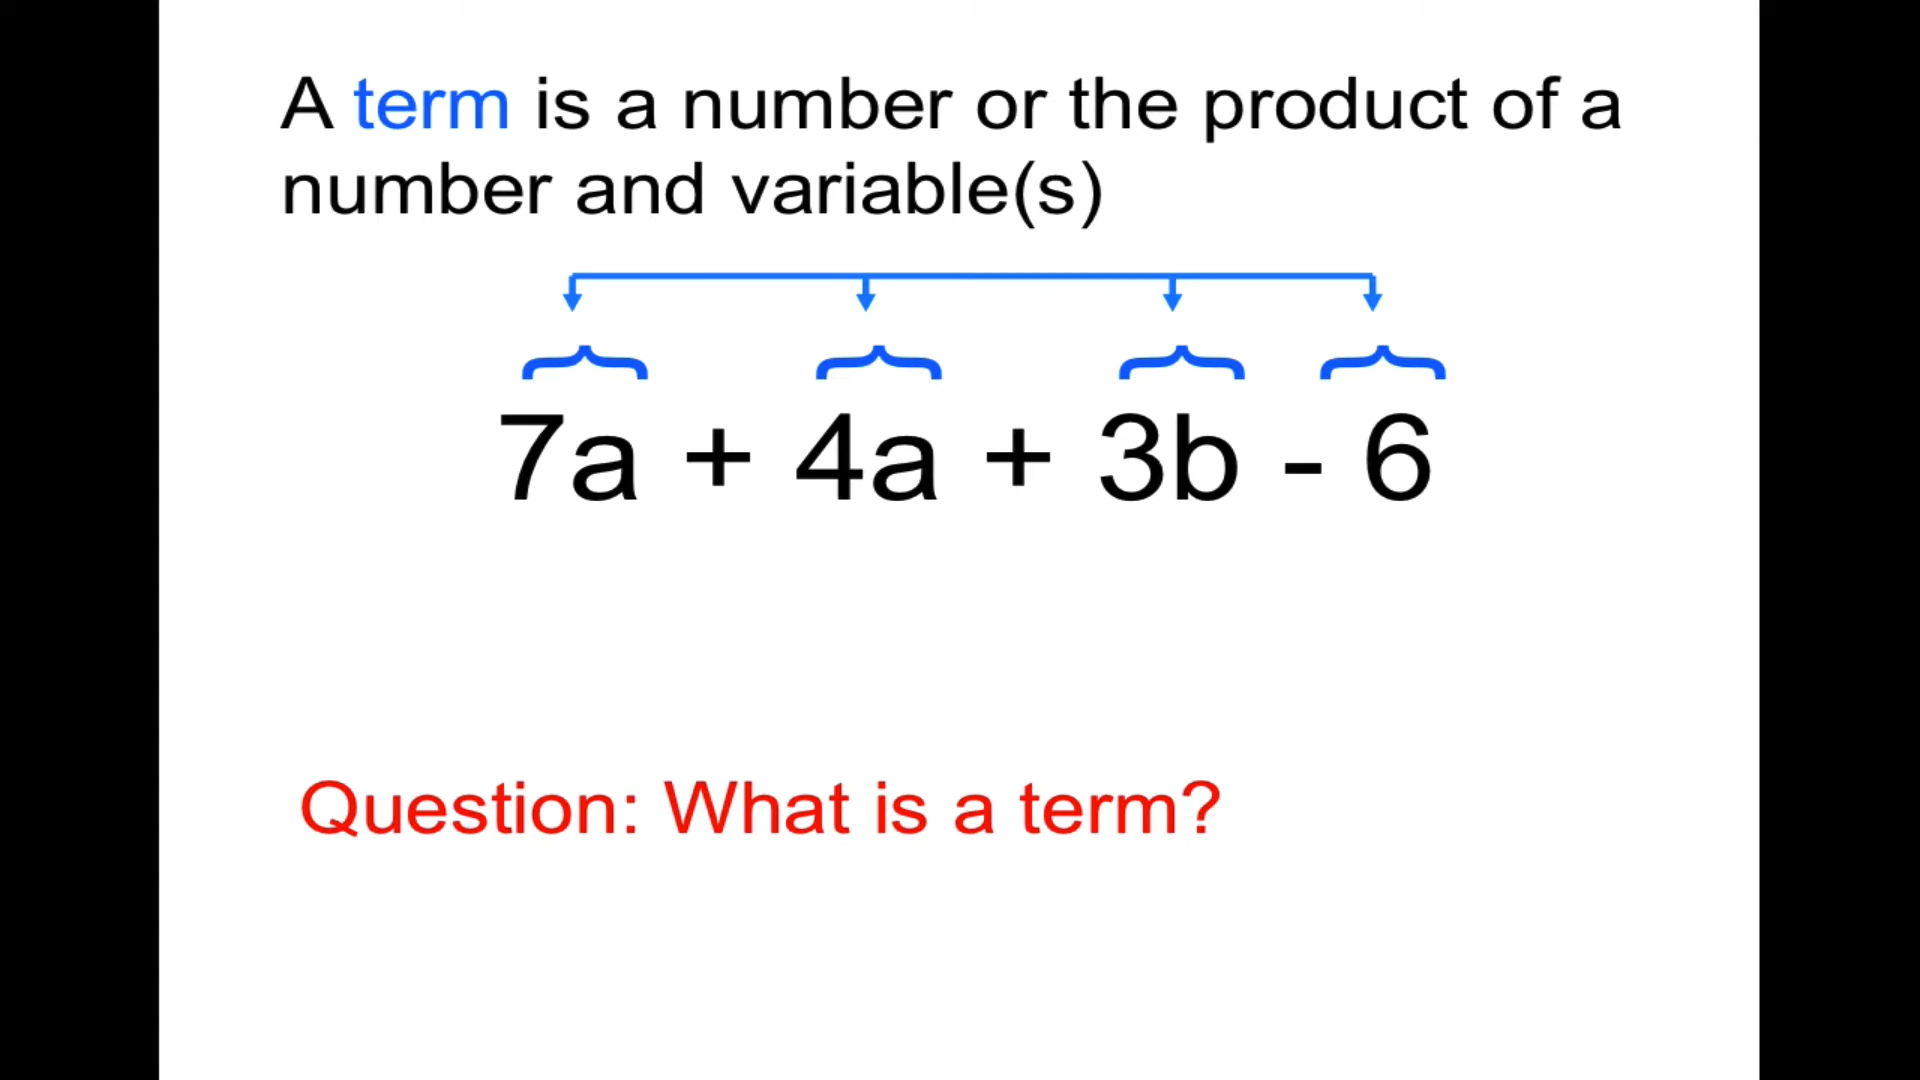 A term is a number or the product of a
number and variable(s)
7a + 4a + 3b - 6
Question: What is a term?